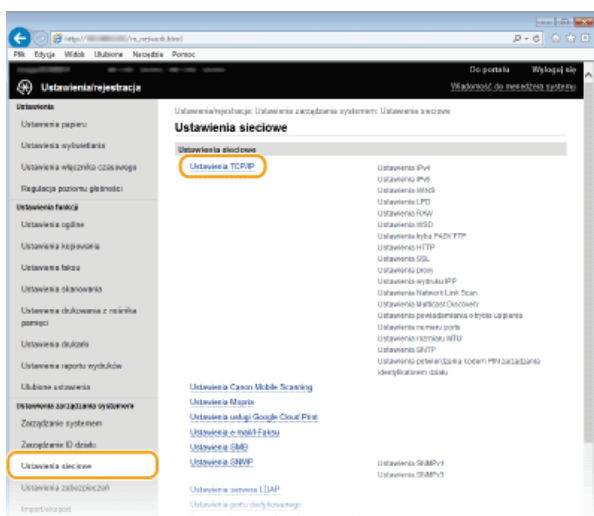 http:// /rs_network.html
Plik Edycja Widok Ulubione Narzędzia Pomoc
Do portalu Wyloguj się
Ustawienia/rejestracja
Wiadomość do menedżera systemu
Ustawienia
Ustawienia papieru
Ustawienia wyświetlania
Ustawienia włącznika czasowego
Regulacja poziomu głośności
Ustawienia funkcji
Ustawienia ogólne
Ustawienia kopiowania
Ustawienia faksu
Ustawienia skanowania
Ustawienia drukowania z nośnika
pamięci
Ustawienia drukarki
Ustawienia raportu wydruków
Ulubione ustawienia
Ustawienia zarządzania systemem
Zarządzanie systemem
Zarządzanie ID działu
Ustawienia sieciowe
Ustawienia zabezpieczeń
Import/eksport
Ustawienia/rejestracja: Ustawienia zarządzania systemem: Ustawienia sieciowe
Ustawienia sieciowe
Ustawienia sieciowe
Ustawienia TCP/IP
Ustawienia IPv4
Ustawienia IPv6
Ustawienia WINS
Ustawienia LPD
Ustawienia RAW
Ustawienia WSD
Ustawienia trybu PASV FTP
Ustawienia HTTP
Ustawienia SSL
Ustawienia proxy
Ustawienia wydruku IPP
Ustawienia Network Link Scan
Ustawienia Multicast Discovery
Ustawienia powiadamiania o trybie uśpienia
Ustawienia numeru portu
Ustawienia rozmiaru MTU
Ustawienia SNTP
Ustawienia potwierdzania kodem PIN zarządzania
identyfikatorem działu
Ustawienia Canon Mobile Scanning
Ustawienia Mopria
Ustawienia usługi Google Cloud Print
Ustawienia e-mail/I-Faksu
Ustawienia SMB
Ustawienia SNMP
Ustawienia SNMPv1
Ustawienia SNMPv3
Ustawienia serwera LDAP
Ustawienia portu dedykowanego